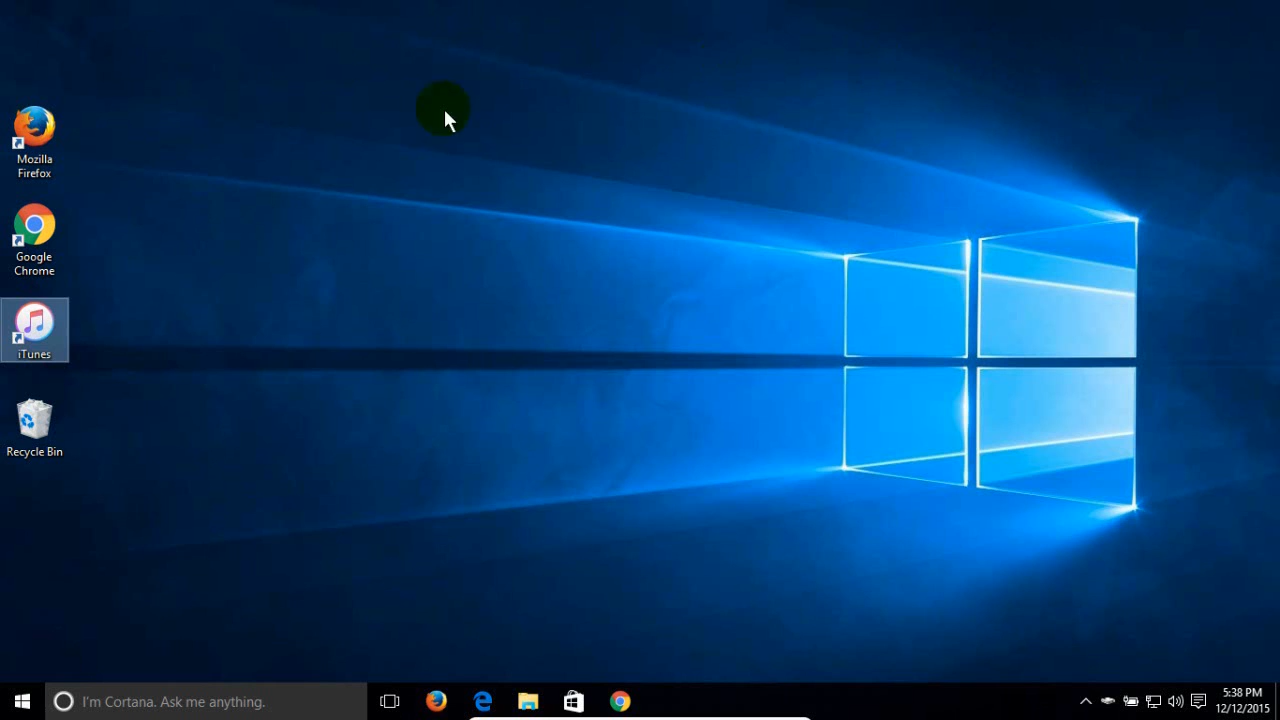 Mozilla
Firefox
Google
Chrome
iTunes
Recycle Bin
I'm Cortana. Ask me anything.
5:38 PM
12/12/2015